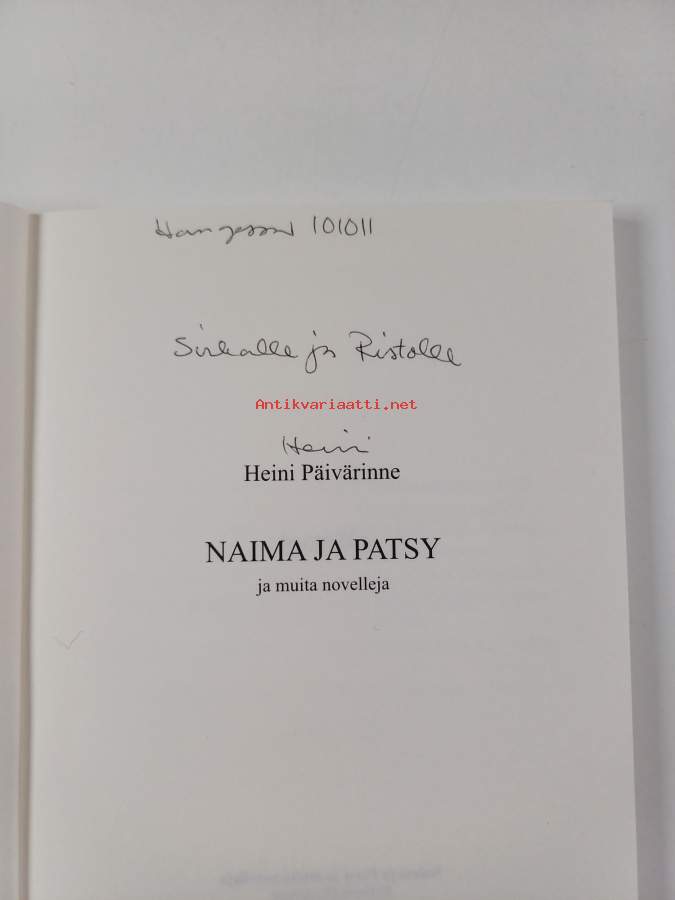 Hangossa 101011
Sirkalle ja Ristolle
Antikvariaatti.net
Heini
Heini Päivärinne
NAIMA JA PATSY
ja muita novelleja